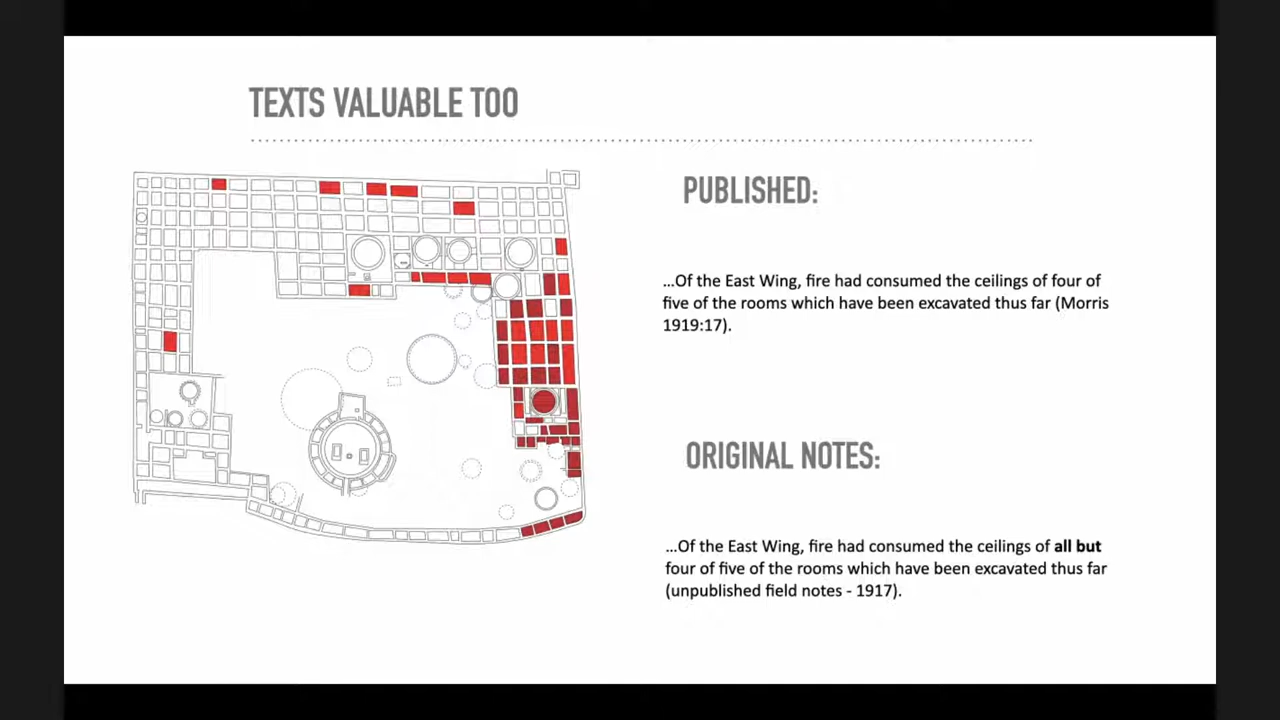 TEXTS VALUABLE TOO
PUBLISHED:
...Of the East Wing, fire had consumed the ceilings of four of
five of the rooms which have been excavated thus far (Morris
1919:17).
ORIGINAL NOTES:
...Of the East Wing, fire had consumed the ceilings of all but
four of five of the rooms which have been excavated thus far
(unpublished field notes - 1917).